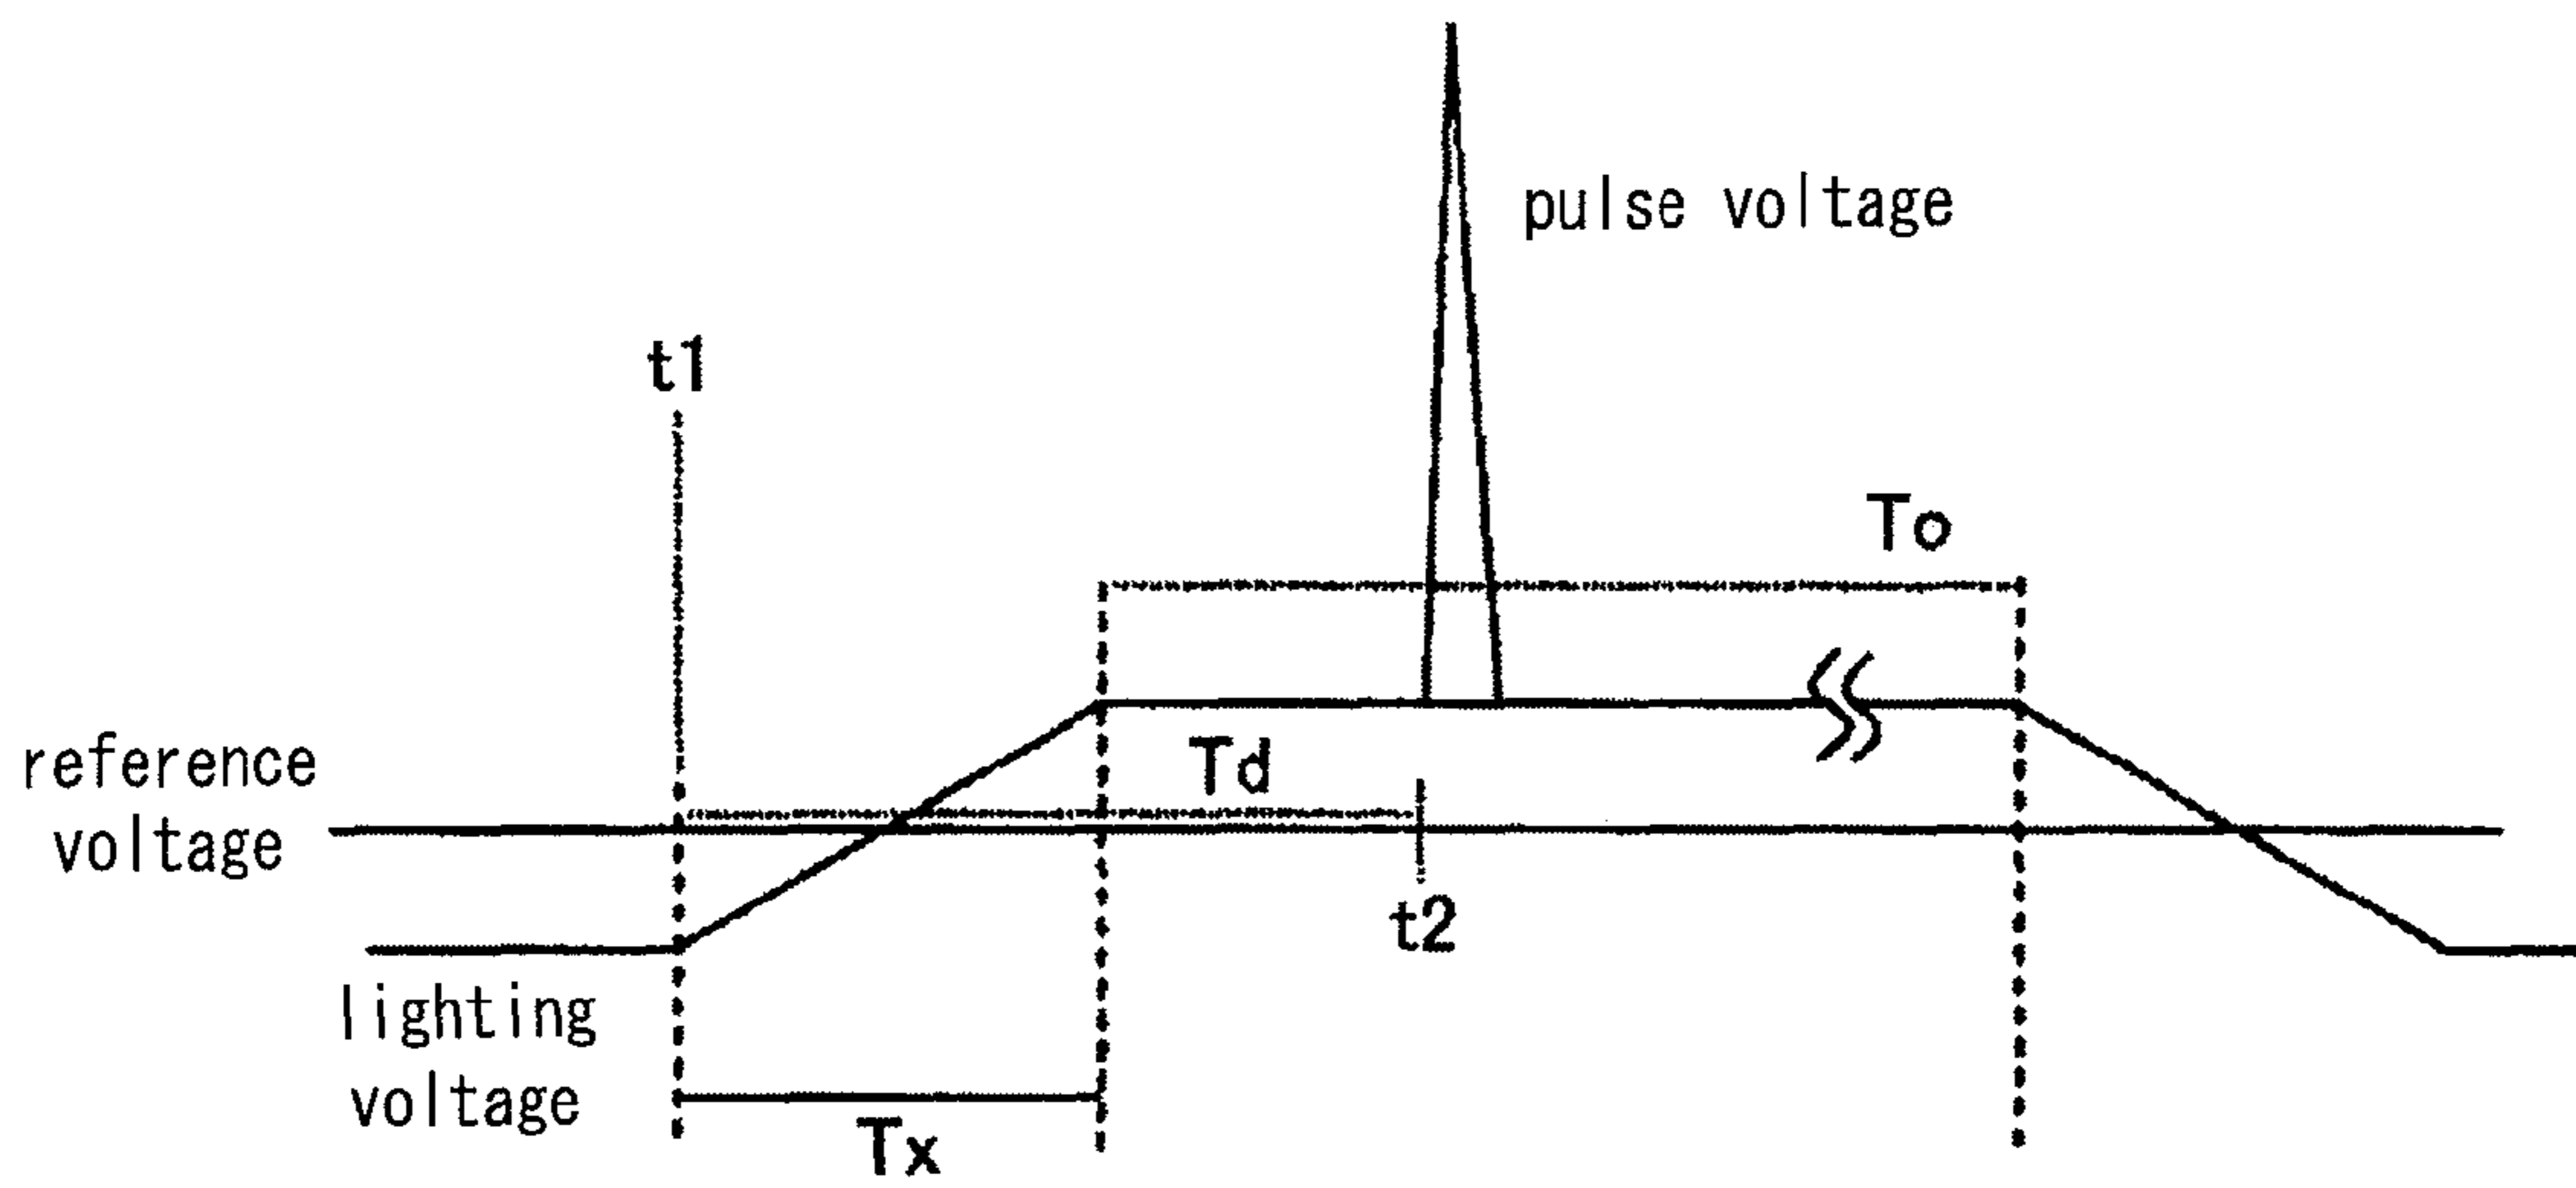 pulse voltage
t1
To
reference
voltage
Td
t2
lighting
voltage
Tx